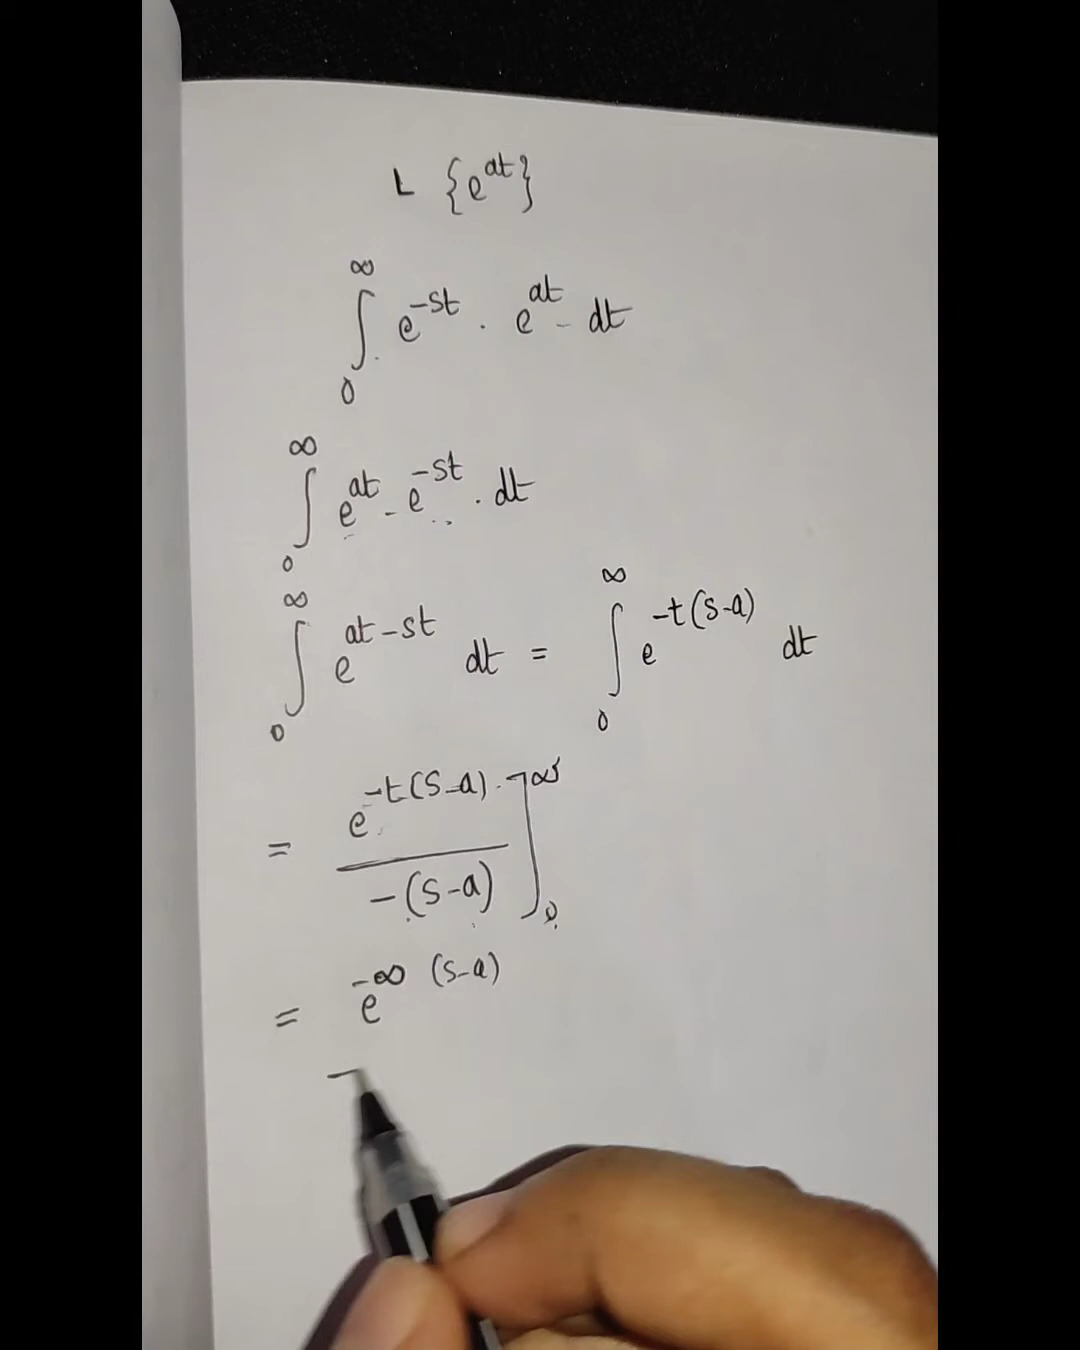 L {e^at}
∫₀^∞ e^-st . e^at - dt
∫₀^∞ e^at - e^-st . dt
∫₀^∞ e^at-st dt = ∫₀^∞ e^-t(s-a) dt
= e^-t(s-a) / -(s-a) ]₀^∞
= e^-∞ (s-a)